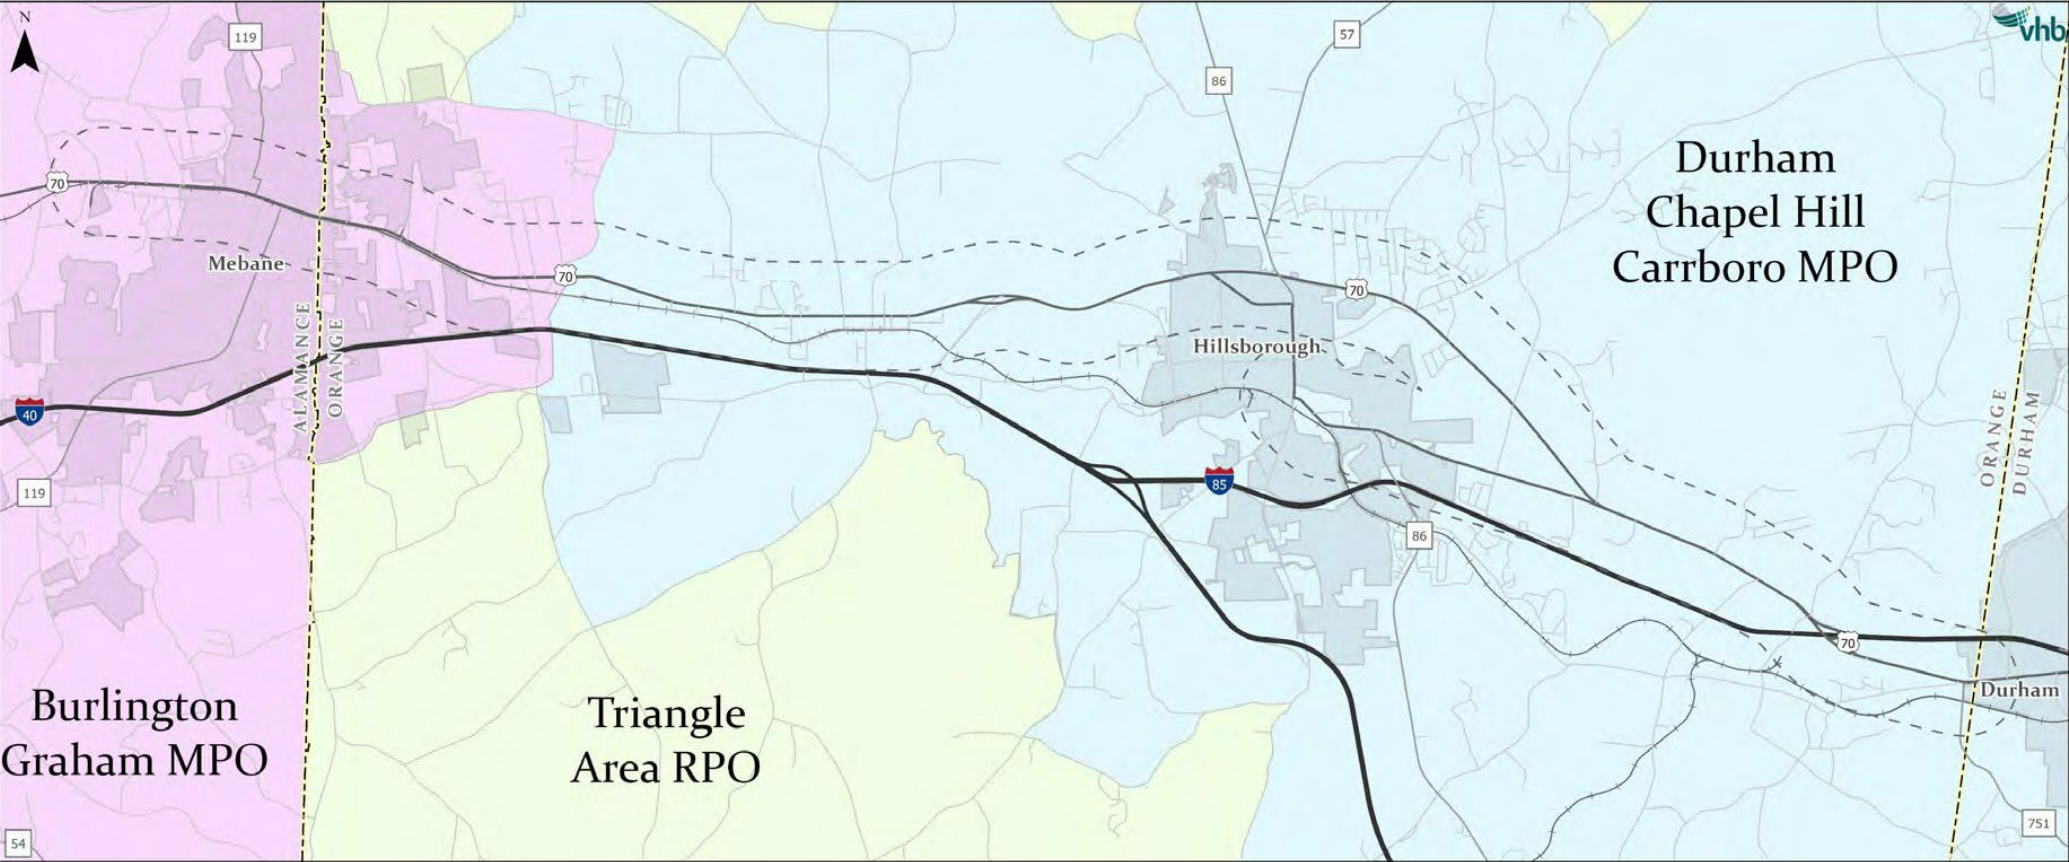 N
119
57
vhb
86
Durham
Chapel Hill
Carrboro MPO
70
Mebane
70
70
Hillsborough
ALAMANCE
ORANGE
ORANGE
DURHAM
40
119
85
86
70
Durham
Burlington
Graham MPO
Triangle
Area RPO
54
751